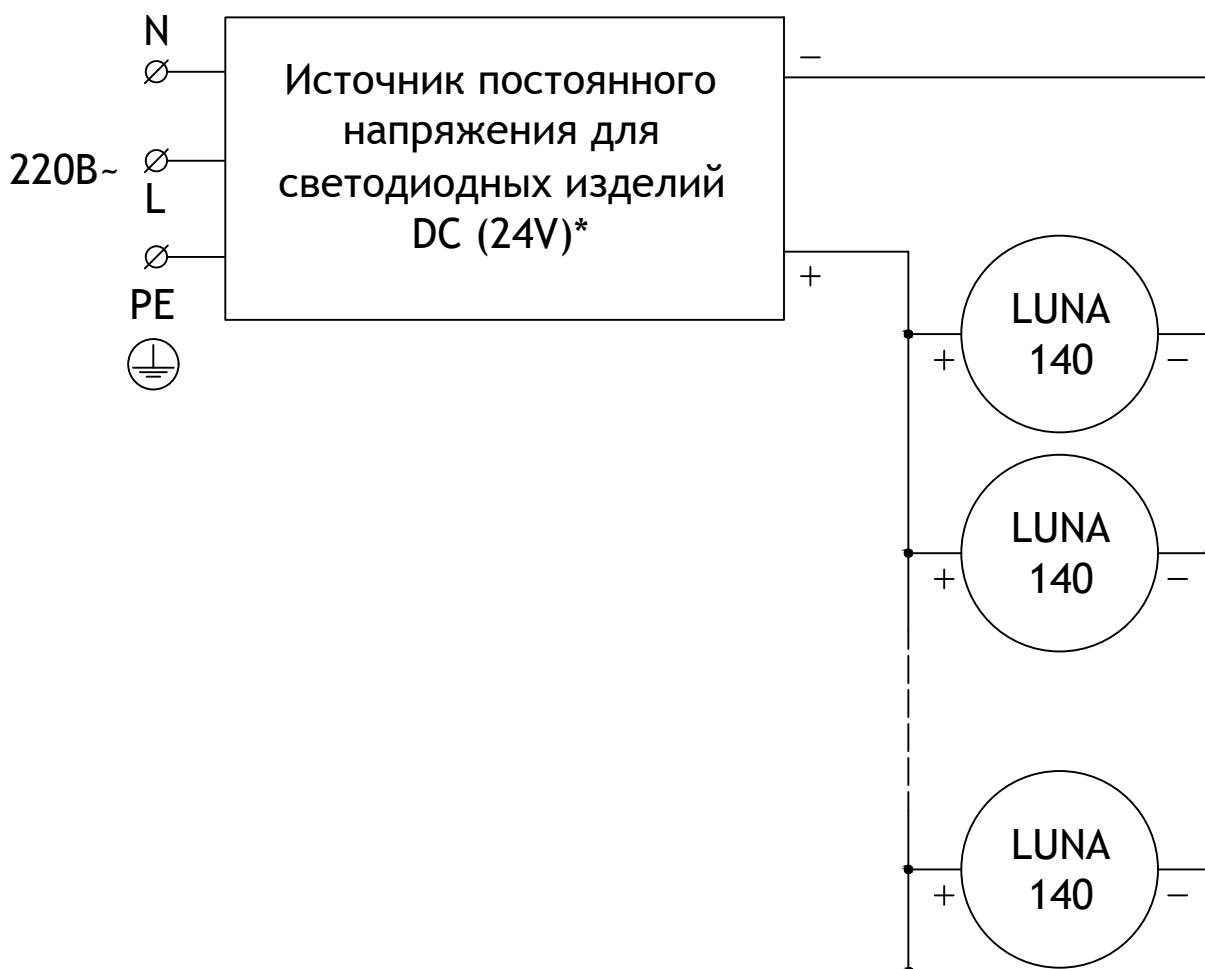 N
220В~
L
PE
Источник постоянного
напряжения для
светодиодных изделий
DC (24V)*
−
+
LUNA
140
+
−
LUNA
140
+
−
LUNA
140
+
−